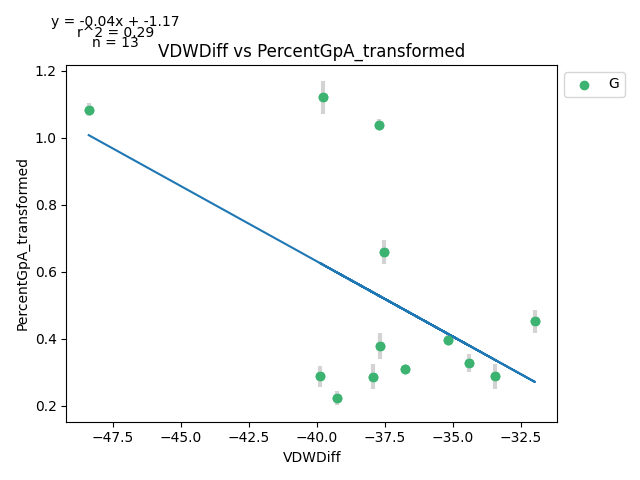 y = -0.04x + -1.17
r^2 = 0.29
n = 13
VDWDiff vs PercentGpA_transformed
G
PercentGpA_transformed
1.2
1.0
0.8
0.6
0.4
0.2
−47.5 −45.0 −42.5 −40.0 −37.5 −35.0 −32.5
VDWDiff